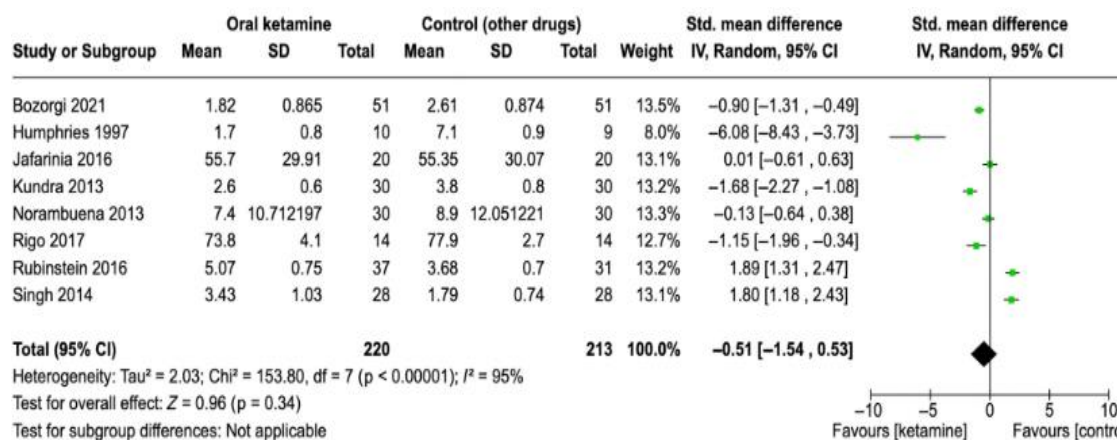 Oral ketamine Control (other drugs) Std. mean difference Std. mean difference
Study or Subgroup Mean SD Total Mean SD Total Weight IV, Random, 95% CI IV, Random, 95% CI
Bozorgi 2021 1.82 0.865 51 2.61 0.874 51 13.5% −0.90 [−1.31 , −0.49]
Humphries 1997 1.7 0.8 10 7.1 0.9 9 8.0% −6.08 [−8.43 , −3.73]
Jafarinia 2016 55.7 29.91 20 55.35 30.07 20 13.1% 0.01 [−0.61 , 0.63]
Kundra 2013 2.6 0.6 30 3.8 0.8 30 13.2% −1.68 [−2.27 , −1.08]
Norambuena 2013 7.4 10.712197 30 8.9 12.051221 30 13.3% −0.13 [−0.64 , 0.38]
Rigo 2017 73.8 4.1 14 77.9 2.7 14 12.7% −1.15 [−1.96 , −0.34]
Rubinstein 2016 5.07 0.75 37 3.68 0.7 31 13.2% 1.89 [1.31 , 2.47]
Singh 2014 3.43 1.03 28 1.79 0.74 28 13.1% 1.80 [1.18 , 2.43]
Total (95% CI) 220 213 100.0% −0.51 [−1.54 , 0.53]
Heterogeneity: Tau² = 2.03; Chi² = 153.80, df = 7 (p < 0.00001); I² = 95%
Test for overall effect: Z = 0.96 (p = 0.34)
−10 −5 0 5 10
Test for subgroup differences: Not applicable Favours [ketamine] Favours [contro